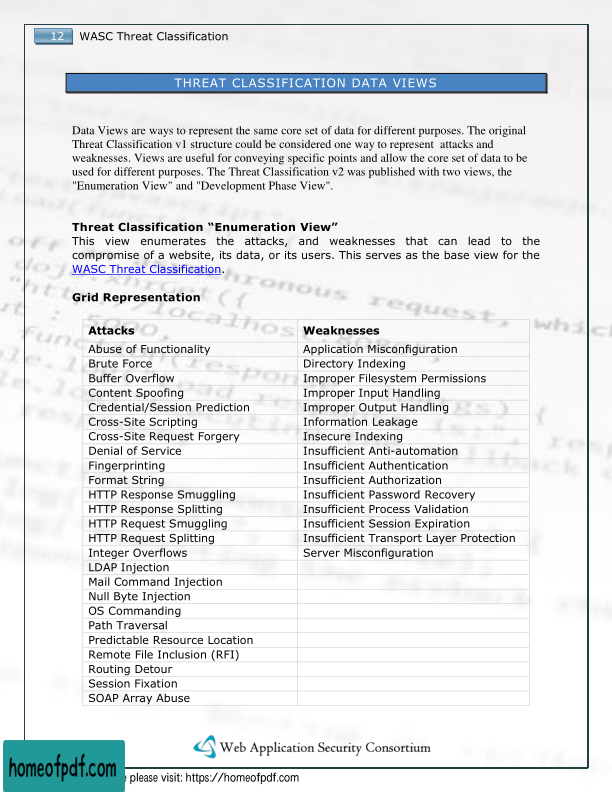 12 WASC Threat Classification
THREAT CLASSIFICATION DATA VIEWS
Data Views are ways to represent the same core set of data for different purposes. The original
Threat Classification v1 structure could be considered one way to represent attacks and
weaknesses. Views are useful for conveying specific points and allow the core set of data to be
used for different purposes. The Threat Classification v2 was published with two views, the
"Enumeration View" and "Development Phase View".
Threat Classification “Enumeration View”
This view enumerates the attacks, and weaknesses that can lead to the
compromise of a website, its data, or its users. This serves as the base view for the
WASC Threat Classification.
Grid Representation
Attacks Weaknesses
Abuse of Functionality Application Misconfiguration
Brute Force Directory Indexing
Buffer Overflow Improper Filesystem Permissions
Content Spoofing Improper Input Handling
Credential/Session Prediction Improper Output Handling
Cross-Site Scripting Information Leakage
Cross-Site Request Forgery Insecure Indexing
Denial of Service Insufficient Anti-automation
Fingerprinting Insufficient Authentication
Format String Insufficient Authorization
HTTP Response Smuggling Insufficient Password Recovery
HTTP Response Splitting Insufficient Process Validation
HTTP Request Smuggling Insufficient Session Expiration
HTTP Request Splitting Insufficient Transport Layer Protection
Integer Overflows Server Misconfiguration
LDAP Injection
Mail Command Injection
Null Byte Injection
OS Commanding
Path Traversal
Predictable Resource Location
Remote File Inclusion (RFI)
Routing Detour
Session Fixation
SOAP Array Abuse
Web Application Security Consortium
homeofpdf.com
please visit: https://homeofpdf.com